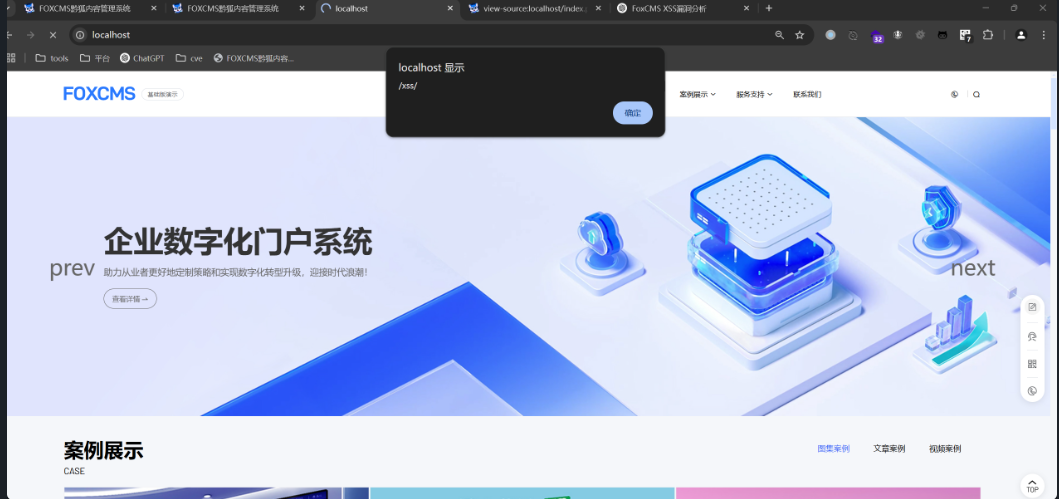 FOXCMS黔狐内容管理系统
FOXCMS黔狐内容管理系统
localhost
view-source:localhost/index.
FoxCMS XSS漏洞分析
localhost
32
7
tools
平台
ChatGPT
cve
FOXCMS黔狐内容...
localhost 显示
/xss/
确定
FOXCMS
基础版演示
案例展示
服务支持
联系我们
企业数字化门户系统
助力从业者更好地定制策略和实现数字化转型升级，迎接时代浪潮！
查看详情
prev
next
案例展示
CASE
图集案例
文章案例
视频案例
TOP